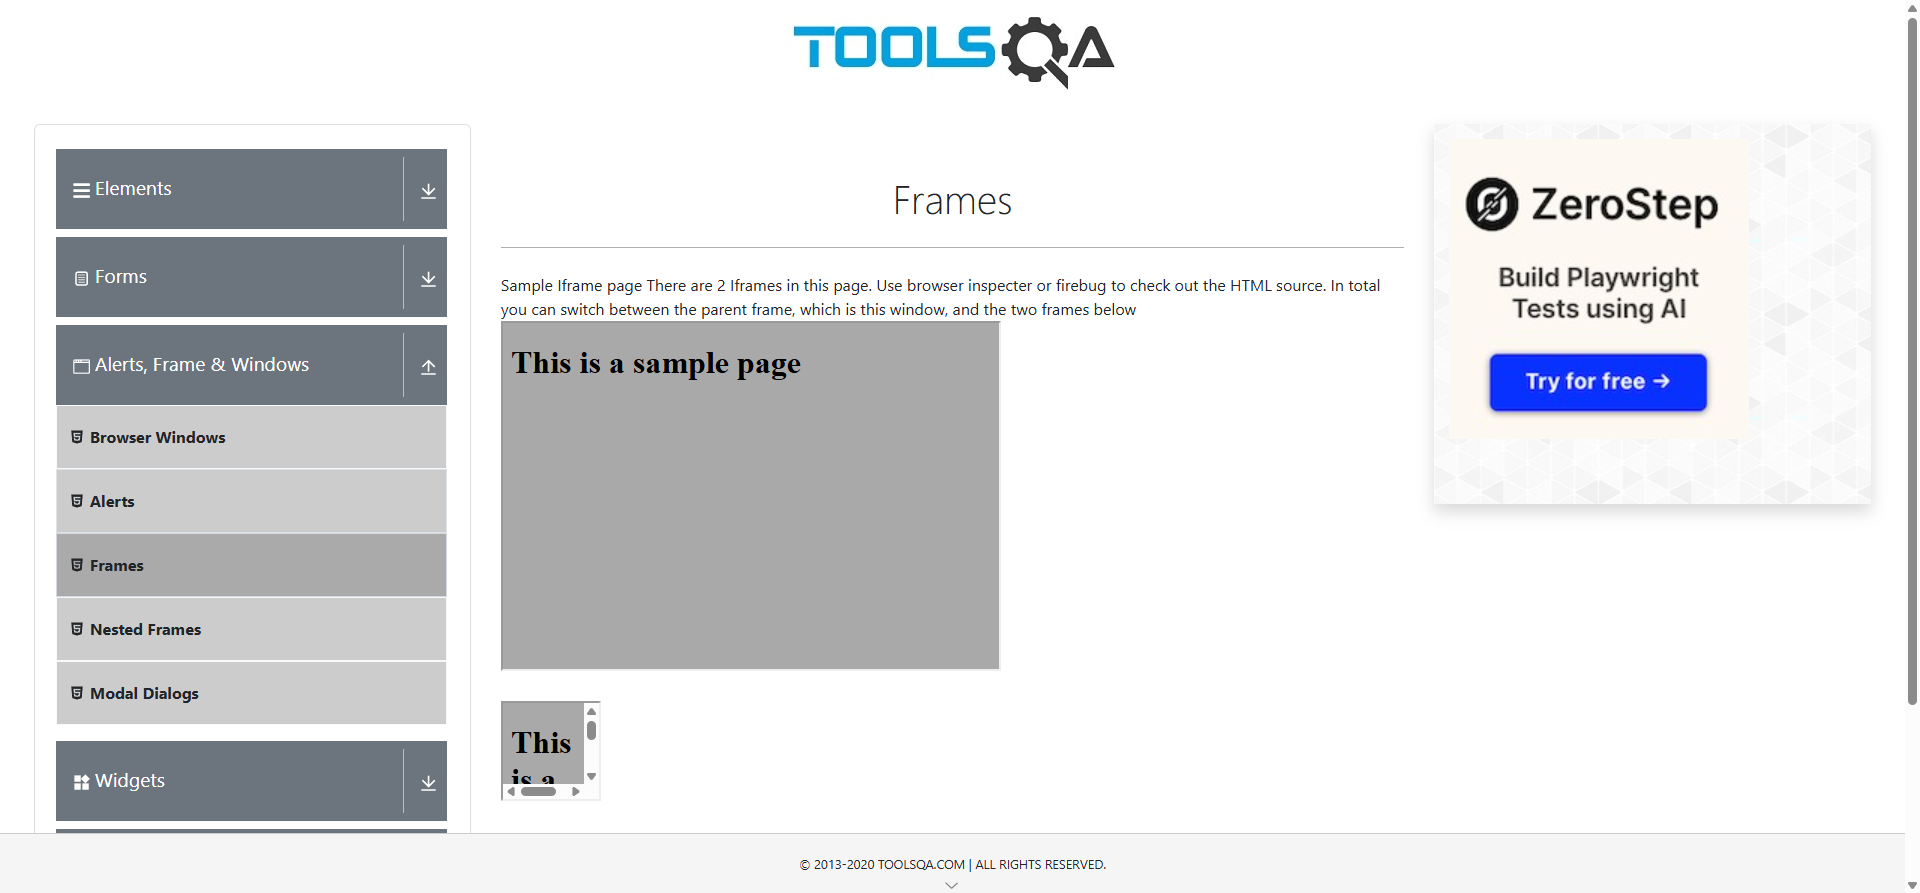 TOOLSQA
Elements
Forms
Alerts, Frame & Windows
Browser Windows
Alerts
Frames
Nested Frames
Modal Dialogs
Widgets
Frames
Sample Iframe page There are 2 Iframes in this page. Use browser inspecter or firebug to check out the HTML source. In total
you can switch between the parent frame, which is this window, and the two frames below
This is a sample page
This
is a
ZeroStep
Build Playwright
Tests using AI
Try for free →
© 2013-2020 TOOLSQA.COM | ALL RIGHTS RESERVED.